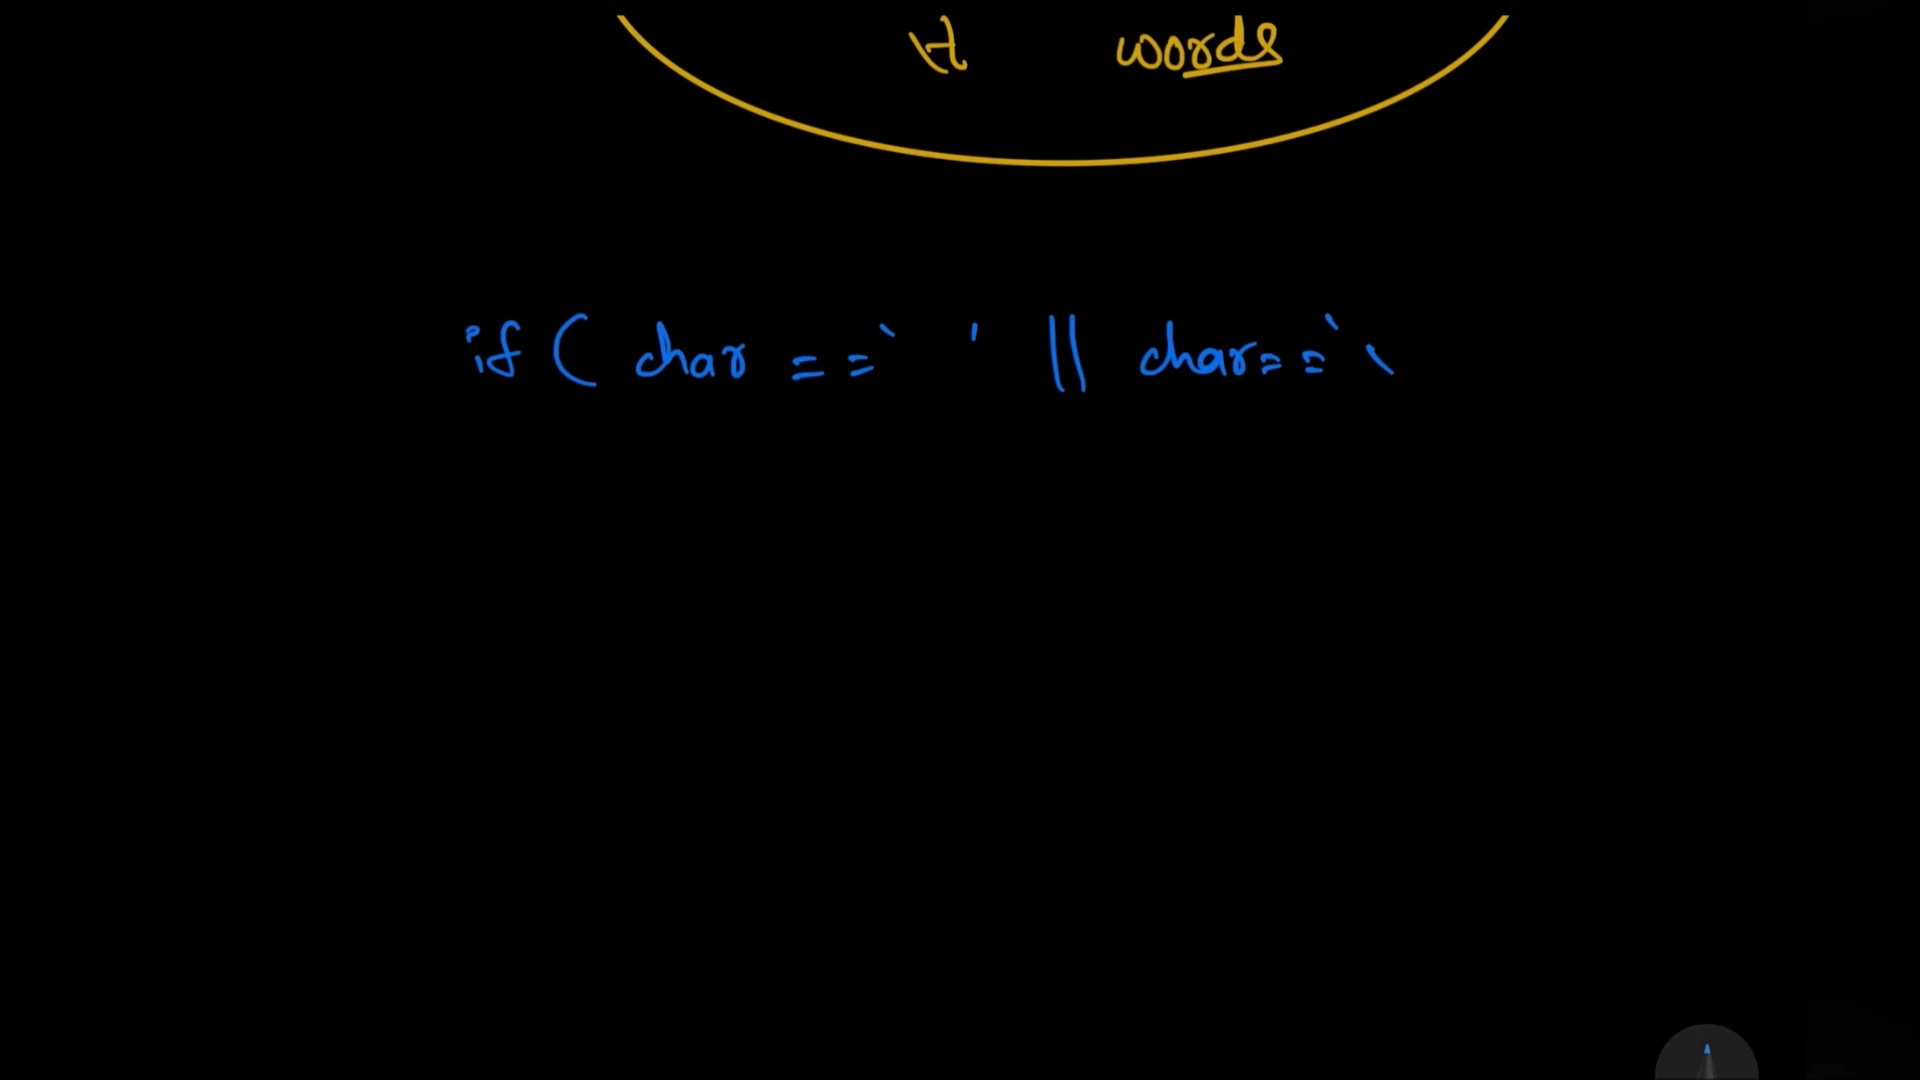 \t words
if ( char == ' ' || char == ' \